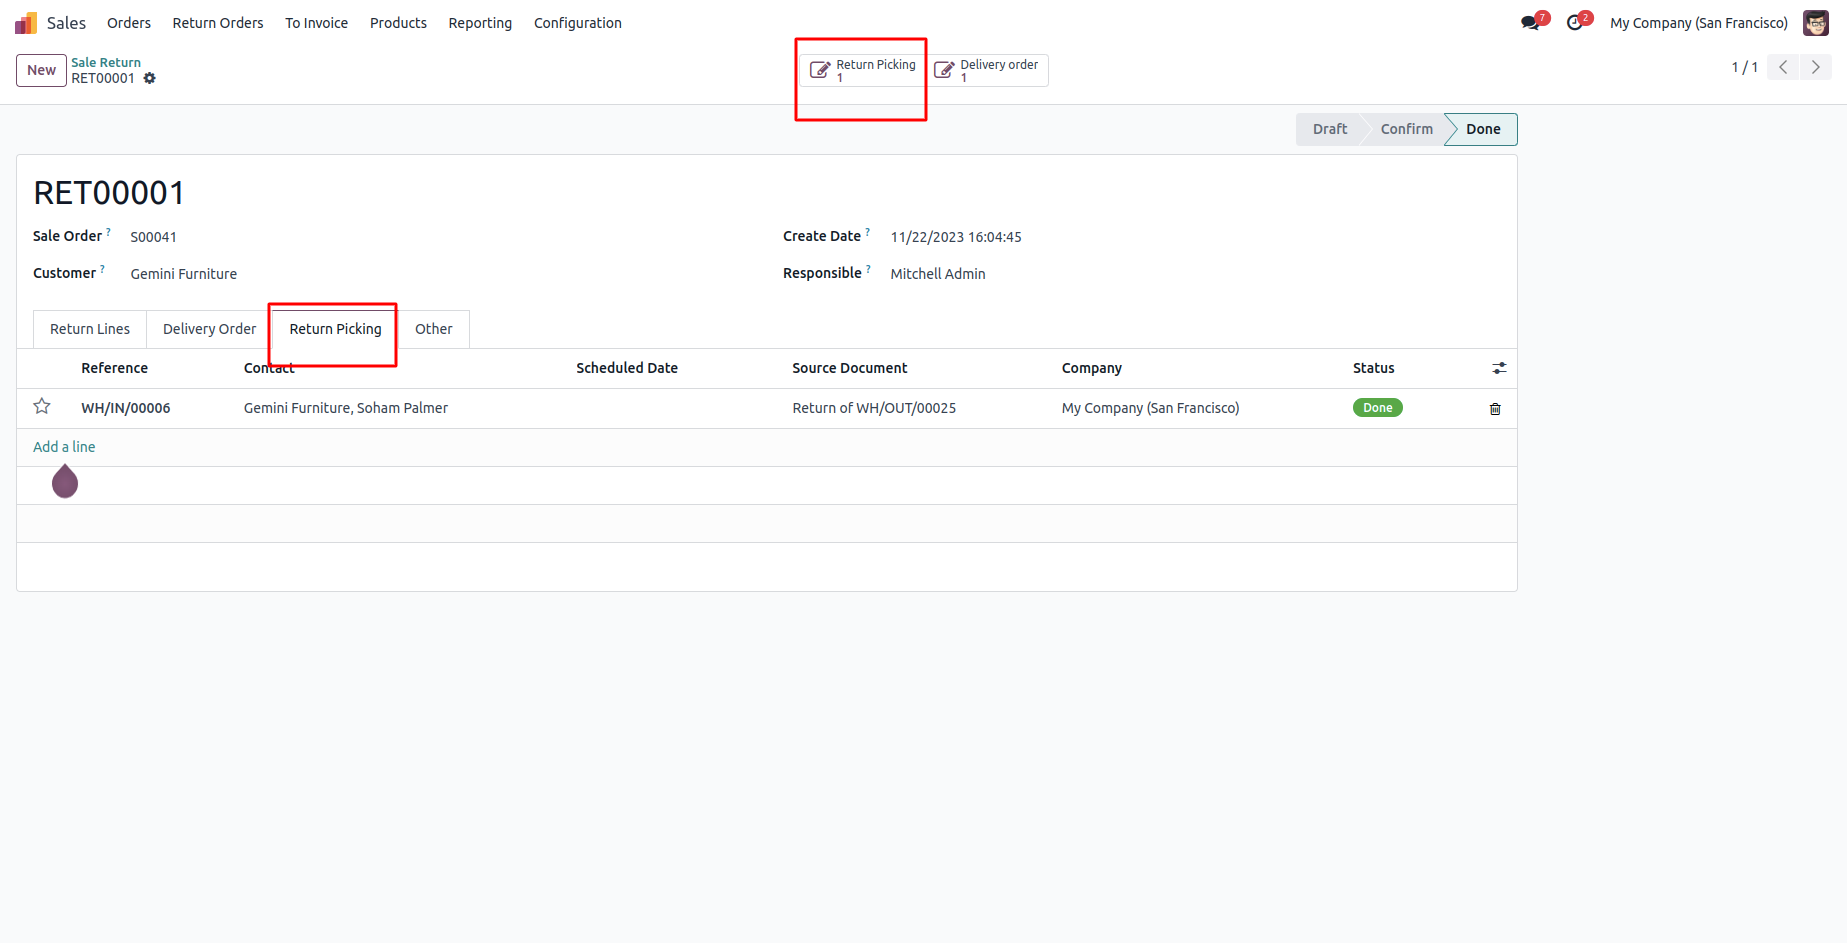 Sales Orders Return Orders To Invoice Products Reporting Configuration 7 2 My Company (San Francisco)
New Sale Return
RET00001
Return Picking
1
Delivery order
1
1 / 1
Draft Confirm Done
RET00001
Sale Order ? S00041
Create Date ? 11/22/2023 16:04:45
Customer ? Gemini Furniture
Responsible ? Mitchell Admin
Return Lines Delivery Order Return Picking Other
Reference Contact Scheduled Date Source Document Company Status
WH/IN/00006 Gemini Furniture, Soham Palmer Return of WH/OUT/00025 My Company (San Francisco) Done
Add a line